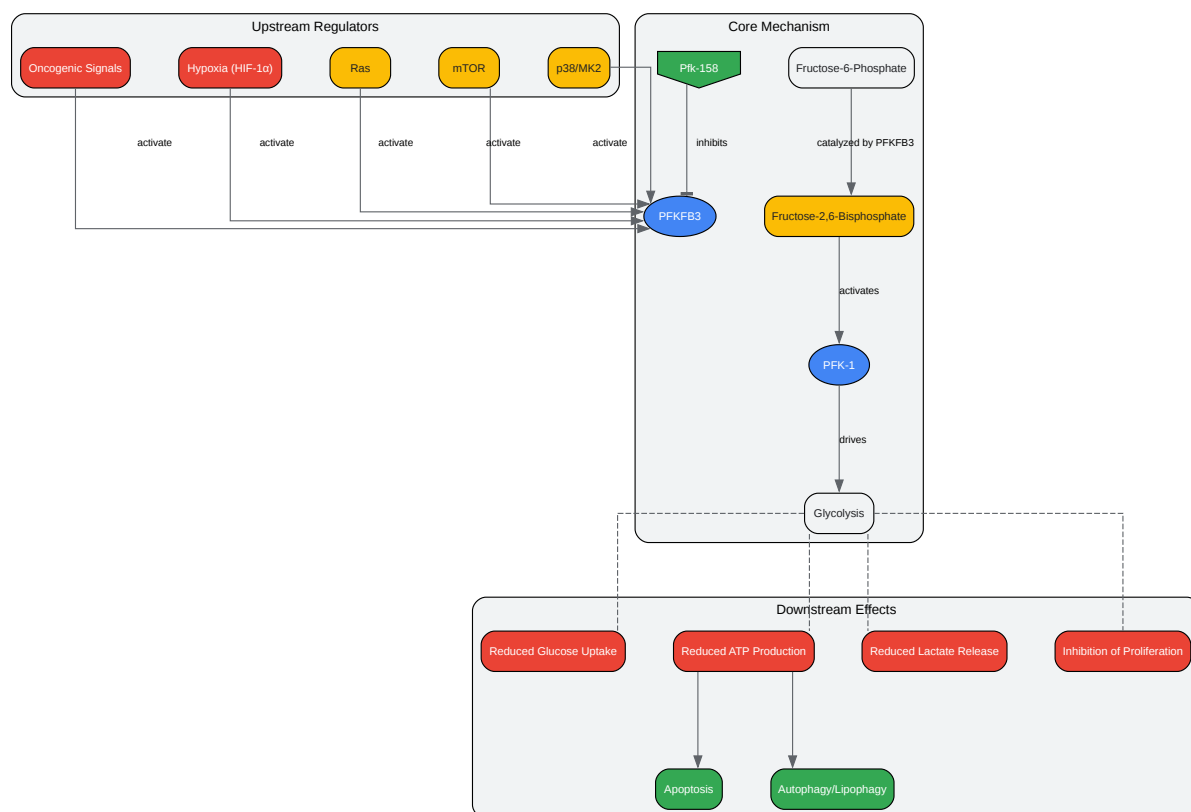 Upstream Regulators
Core Mechanism
Oncogenic Signals
Hypoxia (HIF-1α)
Ras
mTOR
p38/MK2
Pfk-158
Fructose-6-Phosphate
activate
activate
activate
activate
activate
inhibits
catalyzed by PFKFB3
PFKFB3
Fructose-2,6-Bisphosphate
activates
PFK-1
drives
Glycolysis
Downstream Effects
Reduced Glucose Uptake
Reduced ATP Production
Reduced Lactate Release
Inhibition of Proliferation
Apoptosis
Autophagy/Lipophagy